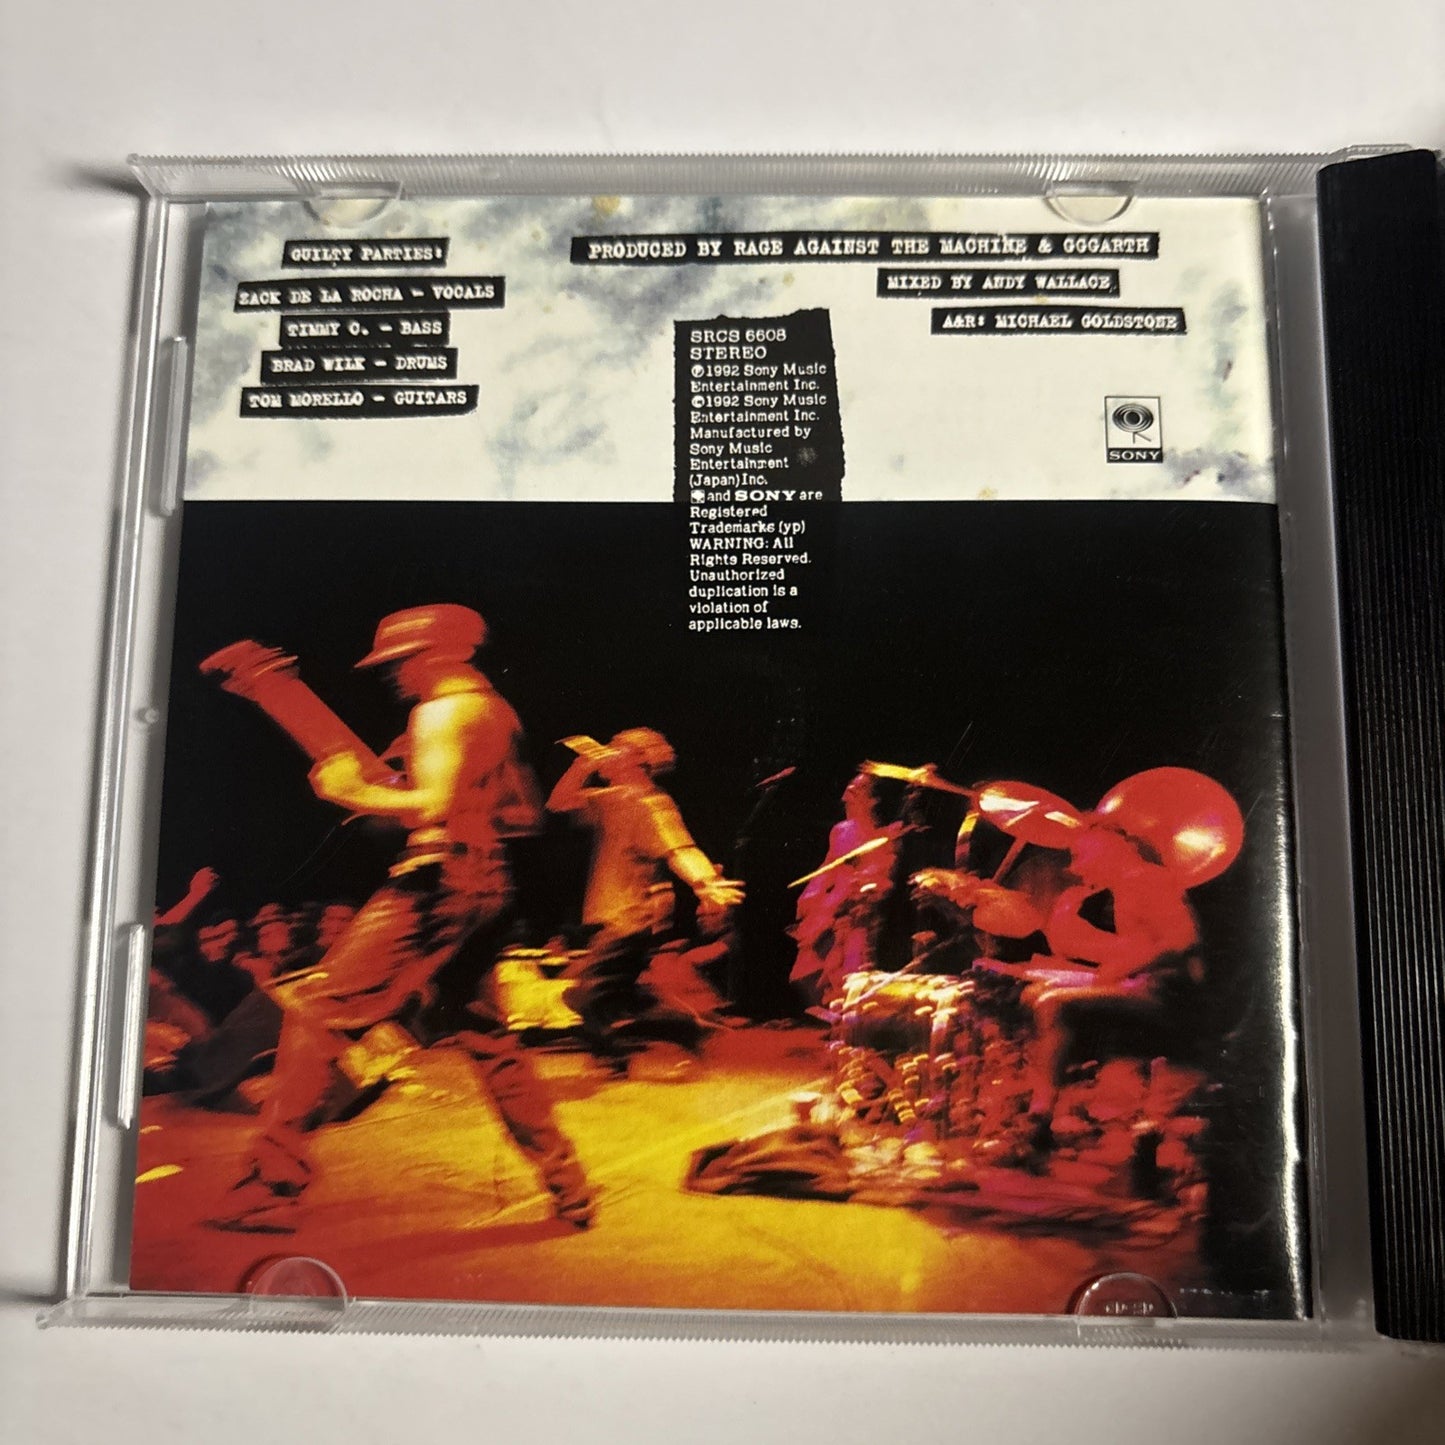 GUILTY PARTIES:
ZACK DE LA ROCHA - VOCALS
TIMMY C. - BASS
BRAD WILK - DRUMS
TOM MORELLO - GUITARS
PRODUCED BY RAGE AGAINST THE MACHINE & GGGARTH
MIXED BY ANDY WALLACE
A&R: MICHAEL GOLDSTONE
SRCS 6608
STEREO
℗1992 Sony Music
Entertainment Inc.
©1992 Sony Music
Entertainment Inc.
Manufactured by
Sony Music
Entertainment
(Japan)Inc.
and SONY are
Registered
Trademarks (yp)
WARNING: All
Rights Reserved.
Unauthorized
duplication is a
violation of
applicable laws.
SONY